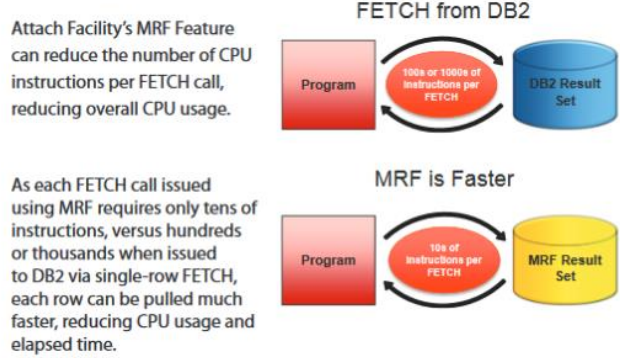 Attach Facility's MRF Feature
can reduce the number of CPU
instructions per FETCH call,
reducing overall CPU usage.
FETCH from DB2
Program
100s or 1000s of
Instructions per
FETCH
DB2 Result
Set
As each FETCH call issued
using MRF requires only tens of
instructions, versus hundreds
or thousands when issued
to DB2 via single-row FETCH,
each row can be pulled much
faster, reducing CPU usage and
elapsed time.
MRF is Faster
Program
10s of
Instructions per
FETCH
MRF Result
Set